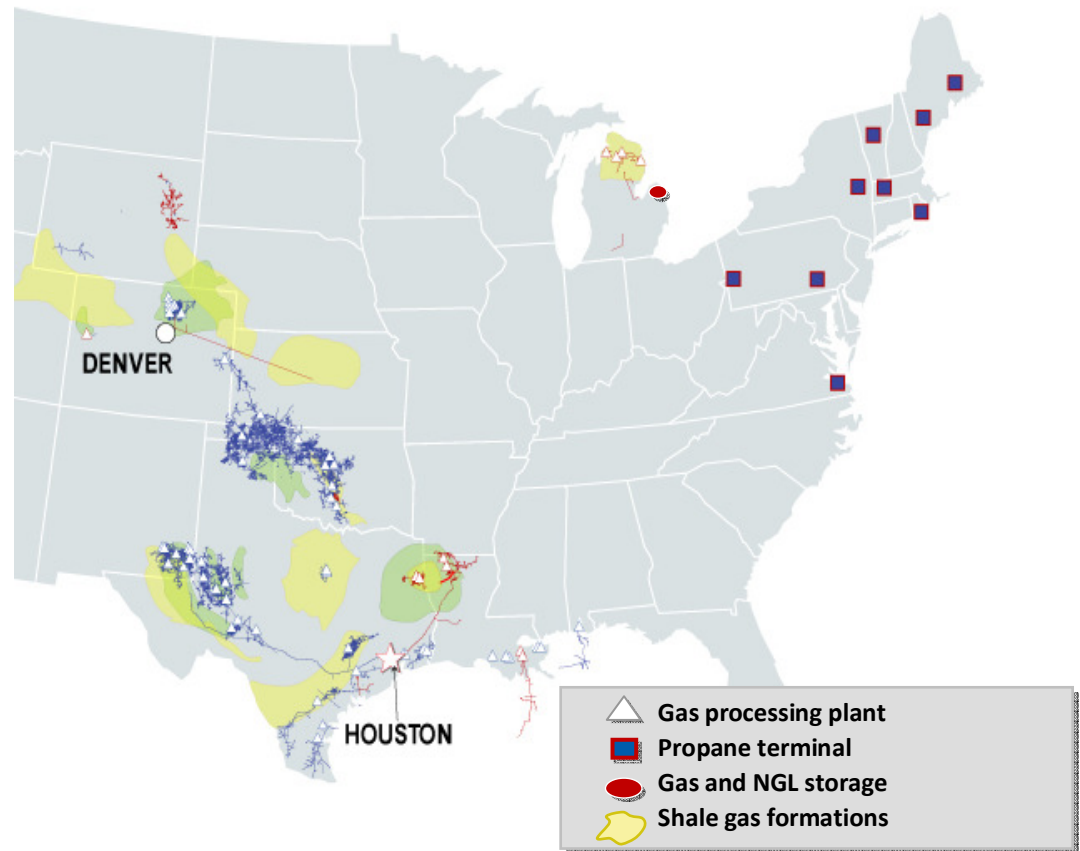 DENVER
HOUSTON
Gas processing plant
Propane terminal
Gas and NGL storage
Shale gas formations